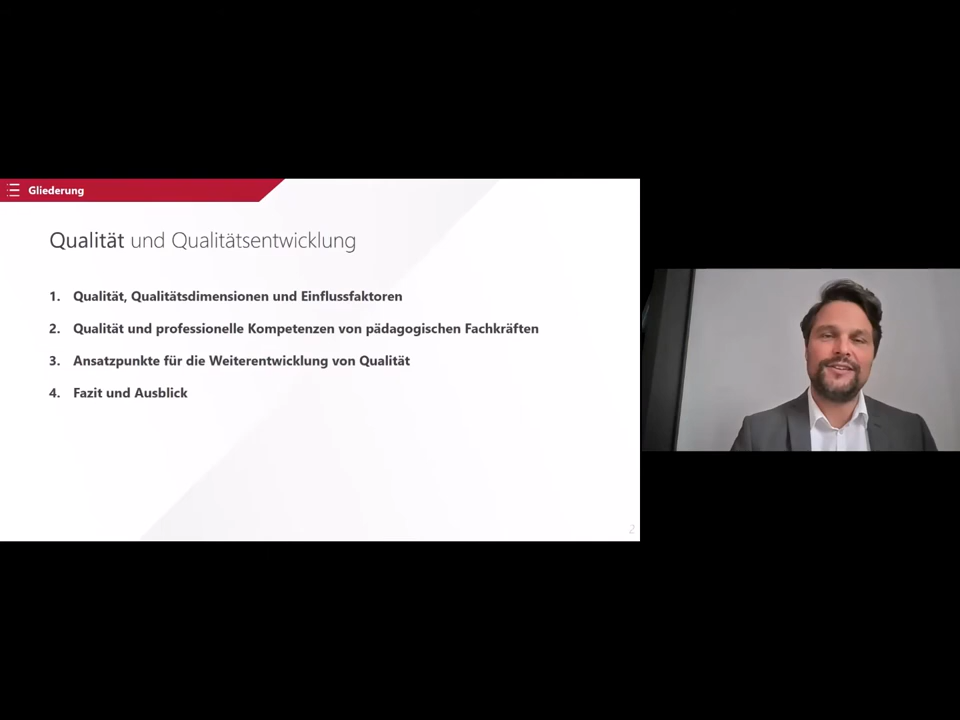 Gliederung
Qualität und Qualitätsentwicklung
1. Qualität, Qualitätsdimensionen und Einflussfaktoren
2. Qualität und professionelle Kompetenzen von pädagogischen Fachkräften
3. Ansatzpunkte für die Weiterentwicklung von Qualität
4. Fazit und Ausblick
2